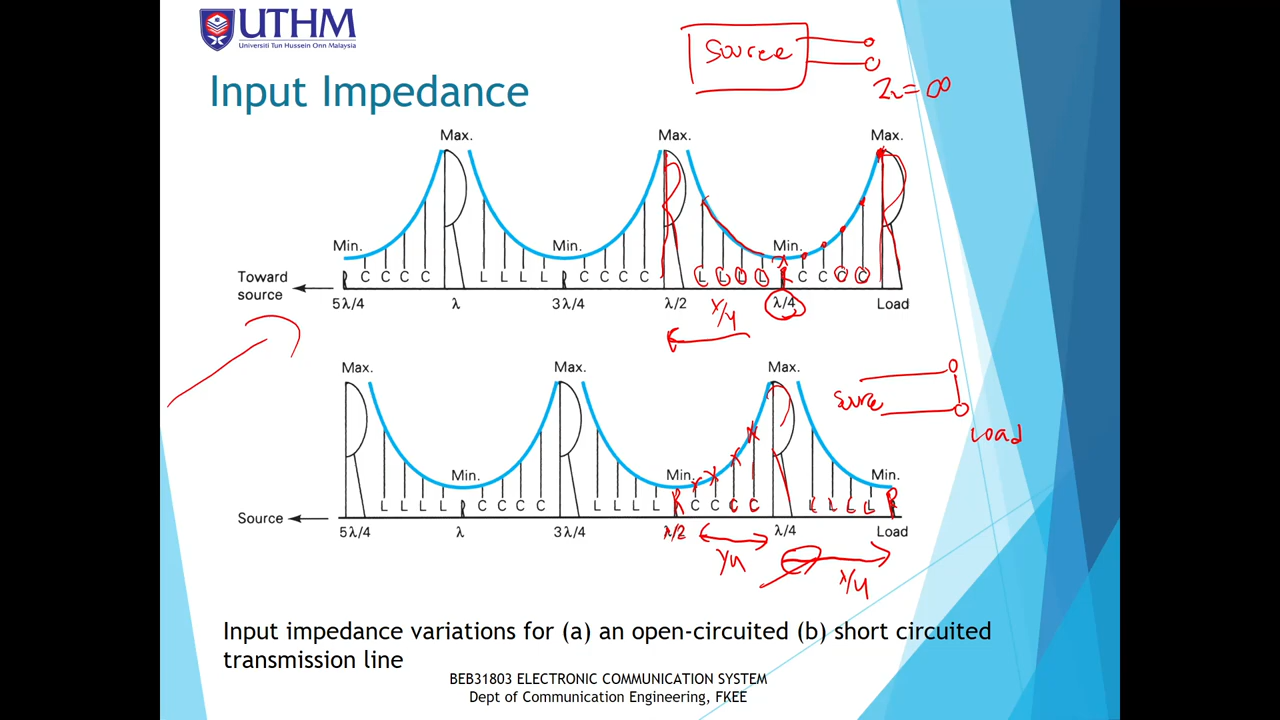 UTHM
Universiti Tun Hussein Onn Malaysia
Source
Z_L = ∞
Input Impedance
Max. Max. Max.
Min. Min. Min.
Toward C C C C L L L L C C C C L L L L R C C C C
source
5λ/4 λ 3λ/4 λ/2 λ/4 Load
λ/4
Max. Max. Max.
Source
Load
Min. Min. Min.
L L L L C C C C L L L L R C C C C L L L L R
Source
5λ/4 λ 3λ/4 λ/2 λ/4 Load
λ/4 λ/4
Input impedance variations for (a) an open-circuited (b) short circuited
transmission line
BEB31803 ELECTRONIC COMMUNICATION SYSTEM
Dept of Communication Engineering, FKEE